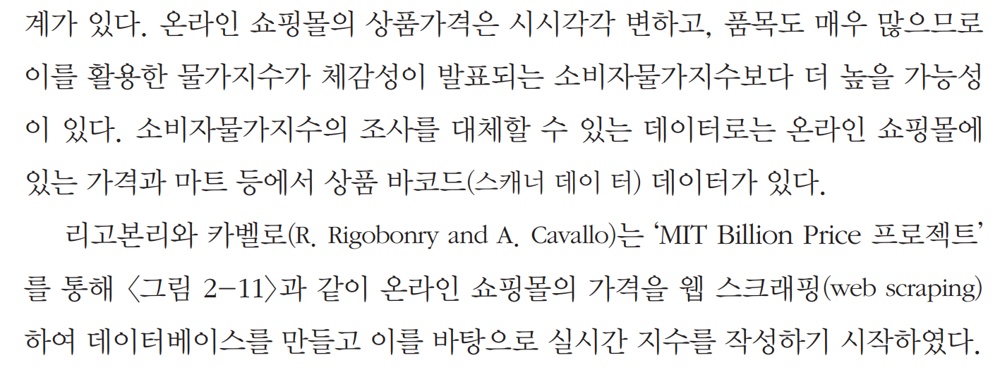 계가 있다. 온라인 쇼핑몰의 상품가격은 시시각각 변하고, 품목도 매우 많으므로
이를 활용한 물가지수가 체감성이 발표되는 소비자물가지수보다 더 높을 가능성
이 있다. 소비자물가지수의 조사를 대체할 수 있는 데이터로는 온라인 쇼핑몰에
있는 가격과 마트 등에서 상품 바코드(스캐너 데이 터) 데이터가 있다.
리고본리와 카벨로(R. Rigobonry and A. Cavallo)는 ‘MIT Billion Price 프로젝트’
를 통해 〈그림 2-11〉과 같이 온라인 쇼핑몰의 가격을 웹 스크래핑(web scraping)
하여 데이터베이스를 만들고 이를 바탕으로 실시간 지수를 작성하기 시작하였다.